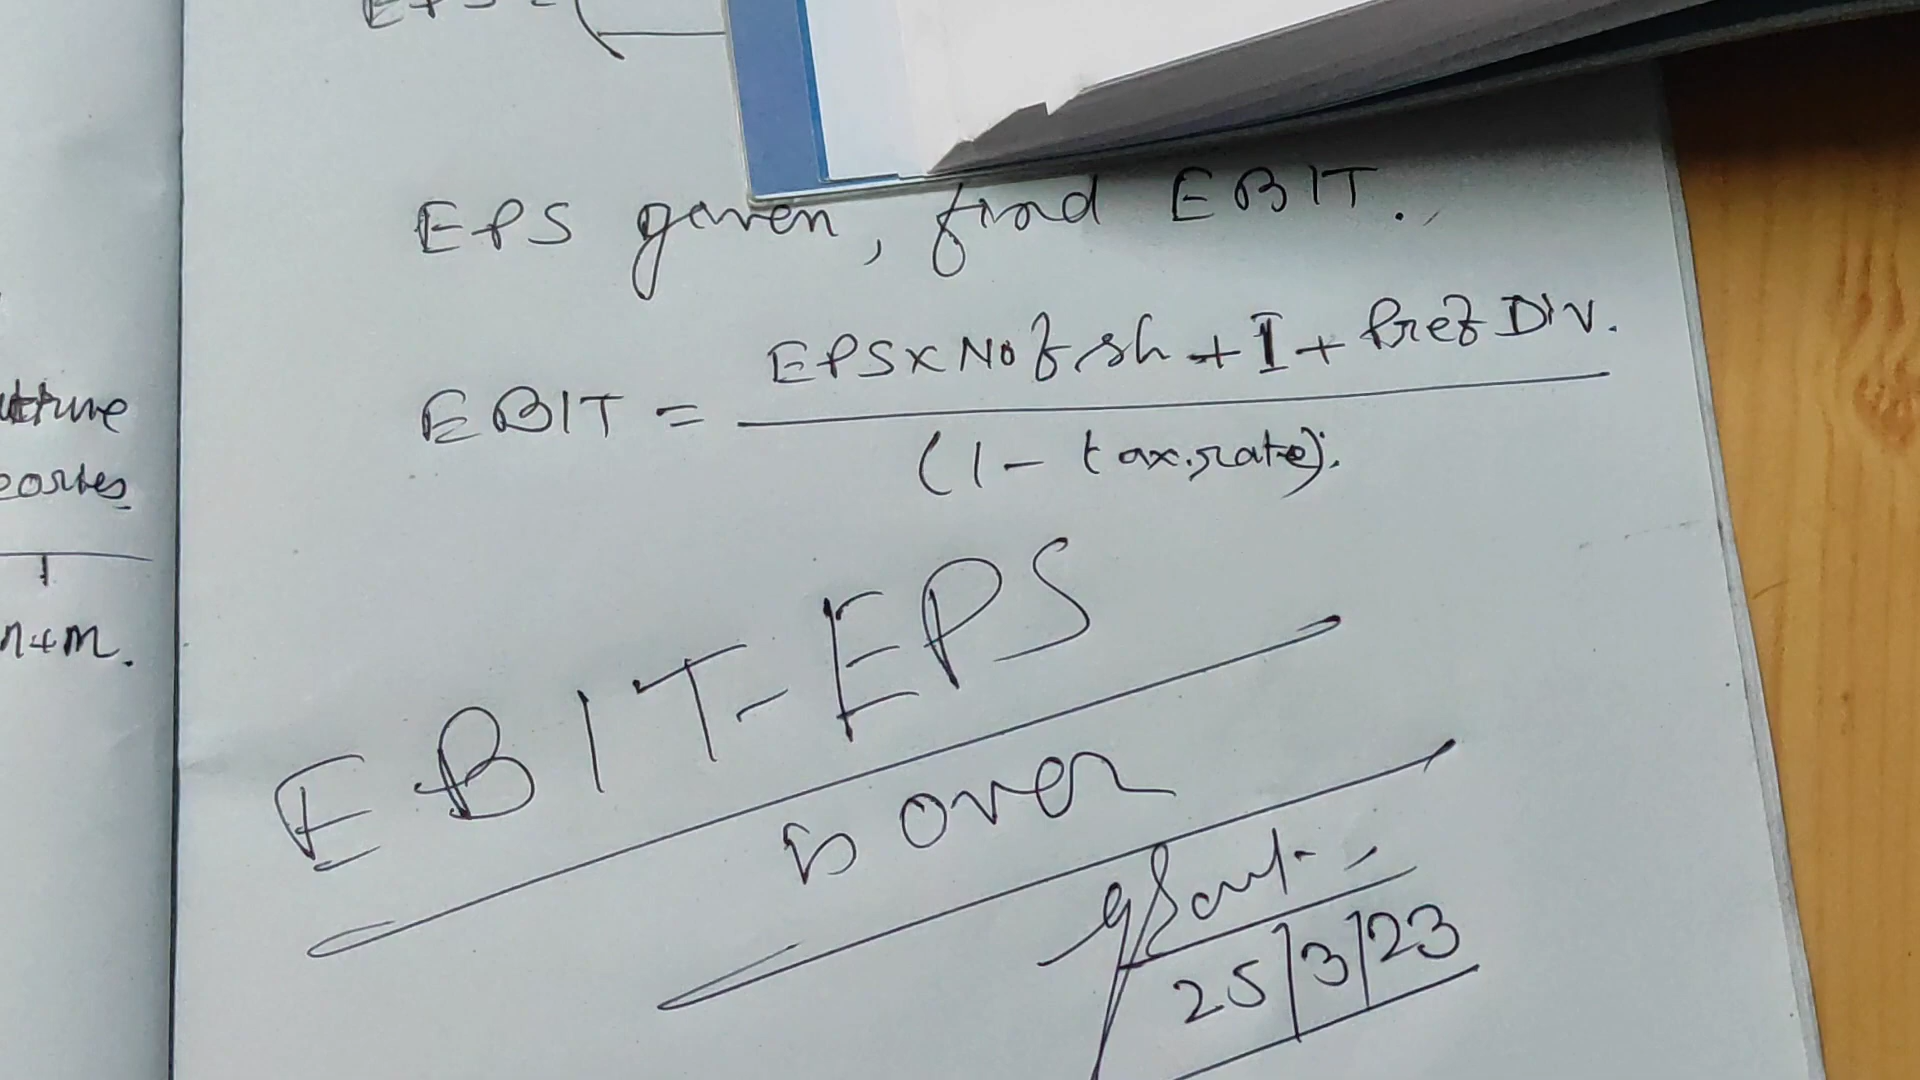 EPS =
EPS given, find EBIT.
EBIT = EPS x No of sh + I + Pref Div.
(1 - tax rate).
EBIT-EPS
is over
25/3/23
n+m.